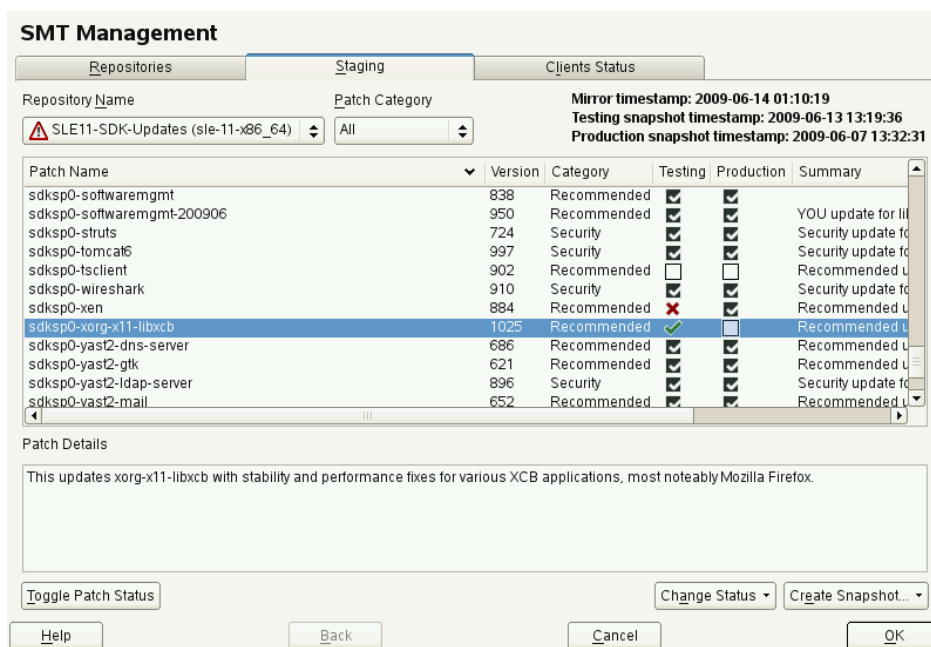 SMT Management
Repositories Staging Clients Status
Repository Name Patch Category Mirror timestamp: 2009-06-14 01:10:19
Testing snapshot timestamp: 2009-06-13 13:19:36
SLE11-SDK-Updates (sle-11-x86_64) All Production snapshot timestamp: 2009-06-07 13:32:31
Patch Name Version Category Testing Production Summary
sdksp0-softwaremgmt 838 Recommended
sdksp0-softwaremgmt-200906 950 Recommended YOU update for lil
sdksp0-struts 724 Security Security update fo
sdksp0-tomcat6 997 Security Security update fo
sdksp0-tsclient 902 Recommended Recommended u
sdksp0-wireshark 910 Security Security update fo
sdksp0-xen 884 Recommended Recommended u
sdksp0-xorg-x11-libxcb 1025 Recommended Recommended u
sdksp0-yast2-dns-server 686 Recommended Recommended u
sdksp0-yast2-gtk 621 Recommended Recommended u
sdksp0-yast2-ldap-server 896 Security Security update fo
sdksp0-yast2-mail 652 Recommended Recommended u
Patch Details
This updates xorg-x11-libxcb with stability and performance fixes for various XCB applications, most noteably Mozilla Firefox.
Toggle Patch Status Change Status Create Snapshot...
Help Back Cancel OK